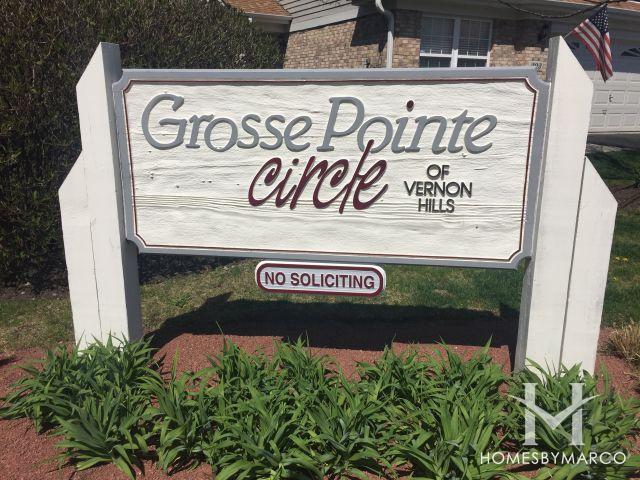 Grosse Pointe
circle
OF
VERNON
HILLS
NO SOLICITING
HOMESBYMARCO